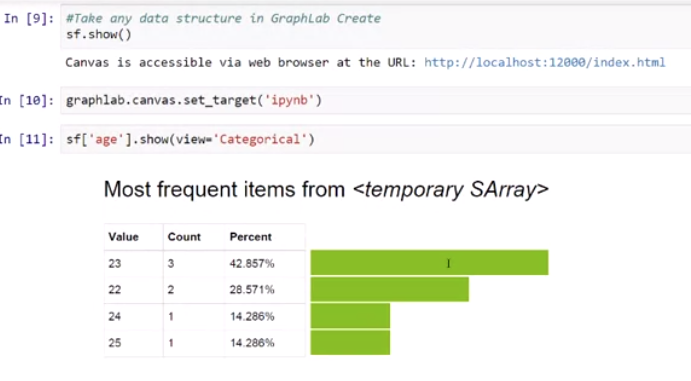 In [9]: #Take any data structure in GraphLab Create
sf.show()
Canvas is accessible via web browser at the URL: http://localhost:12000/index.html
In [10]: graphlab.canvas.set_target('ipynb')
In [11]: sf['age'].show(view='Categorical')
Most frequent items from <temporary SArray>
Value Count Percent
23 3 42.857%
22 2 28.571%
24 1 14.286%
25 1 14.286%